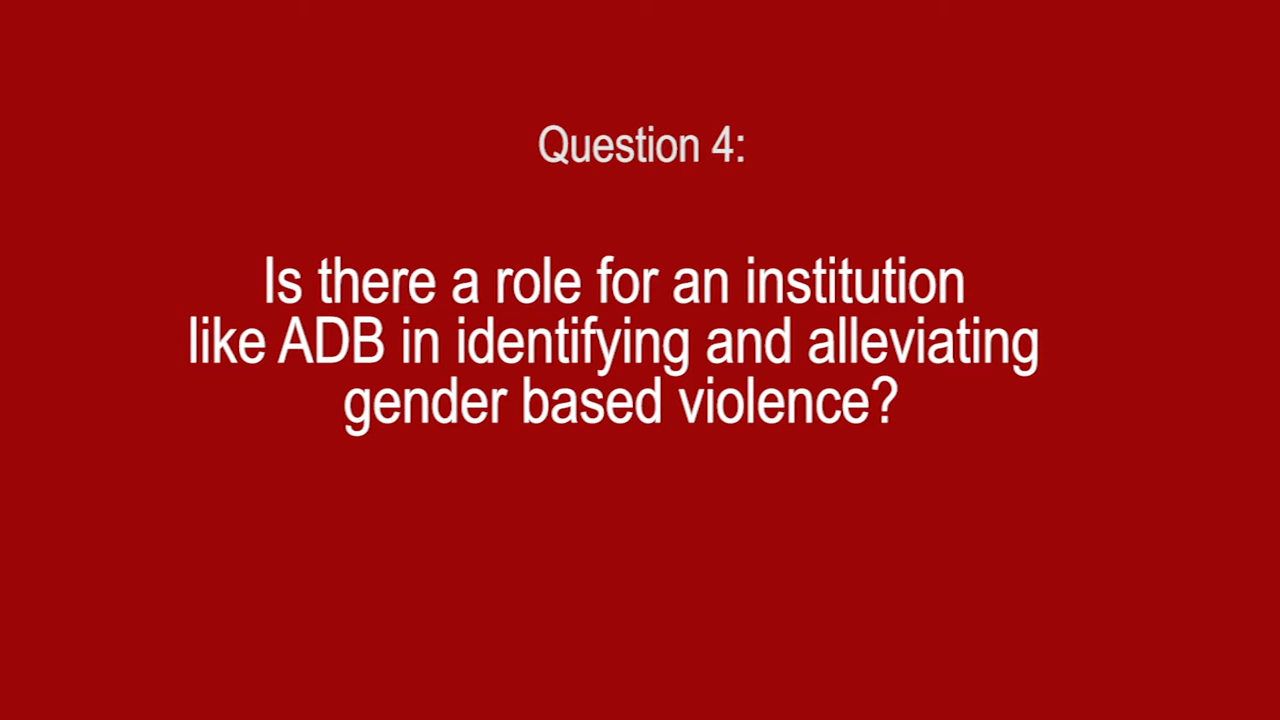 Question 4:
Is there a role for an institution
like ADB in identifying and alleviating
gender based violence?